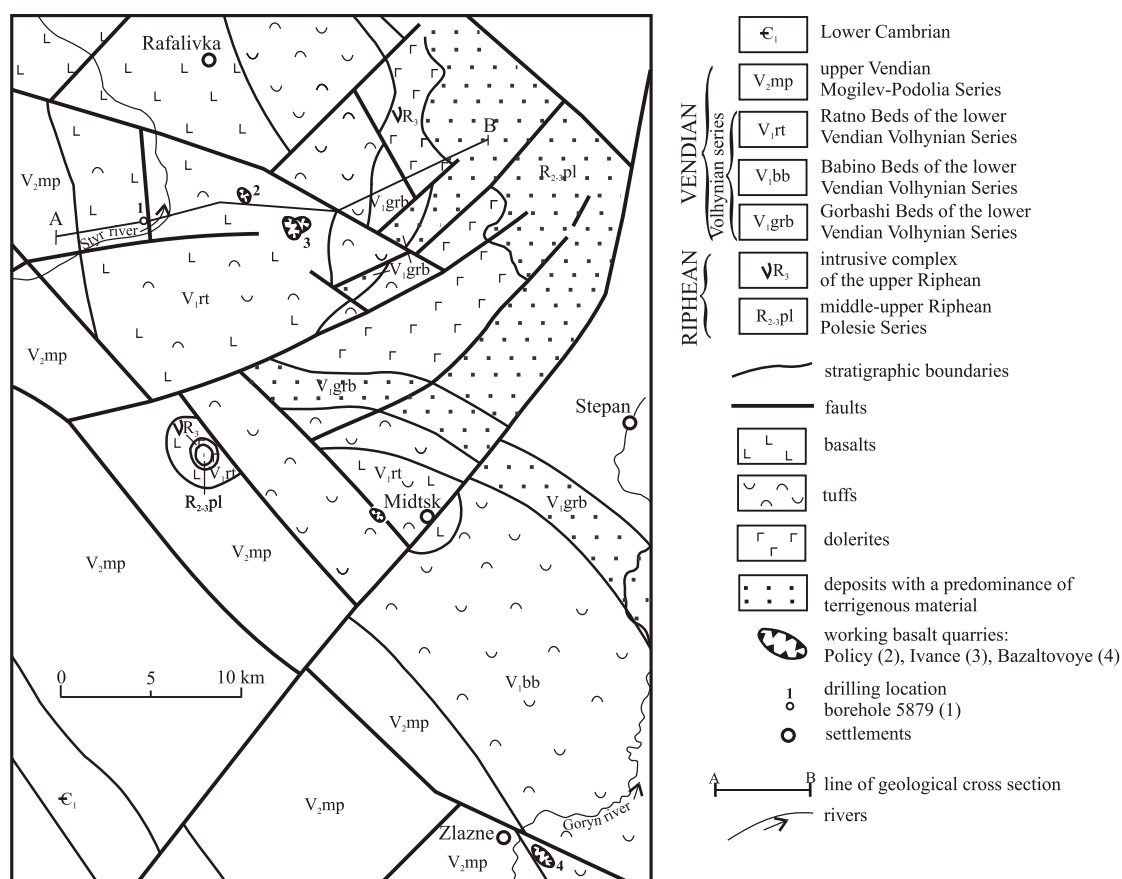 Rafalivka
VR₃
B
V₂mp
2
R₂₋₃pl
A
1
V₁grb
Styr river
3
V₁grb
V₁rt
V₂mp
V₁grb
Stepan
VR₃
V₁rt
V₁rt
R₂₋₃pl
Midtsk
V₁grb
V₂mp
V₂mp
0 5 10 km
V₁bb
V₂mp
Є₁
V₂mp
Goryn river
Zlazne
V₂mp
4
Є₁ Lower Cambrian
VENDIAN
Volhynian series
V₂mp upper Vendian
Mogilev-Podolia Series
V₁rt Ratno Beds of the lower
Vendian Volhynian Series
V₁bb Babino Beds of the lower
Vendian Volhynian Series
V₁grb Gorbashi Beds of the lower
Vendian Volhynian Series
RIPHEAN
VR₃ intrusive complex
of the upper Riphean
R₂₋₃pl middle-upper Riphean
Polesie Series
stratigraphic boundaries
faults
basalts
tuffs
dolerites
deposits with a predominance of
terrigenous material
working basalt quarries:
Policy (2), Ivance (3), Bazaltovoye (4)
1 drilling location
borehole 5879 (1)
settlements
A B line of geological cross section
rivers